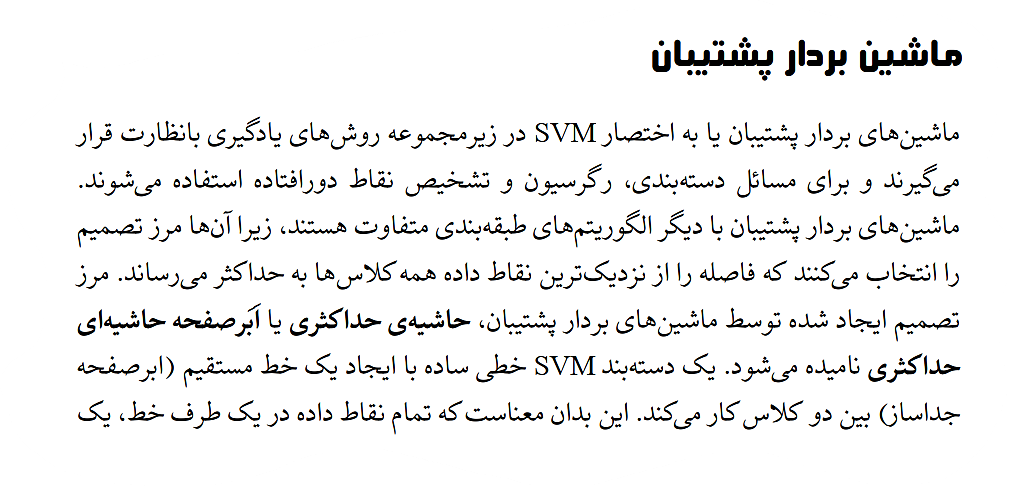 ماشین بردار پشتیبان
ماشین‌های بردار پشتیبان یا به اختصار SVM در زیرمجموعه روش‌های یادگیری بانظارت قرار
می‌گیرند و برای مسائل دسته‌بندی، رگرسیون و تشخیص نقاط دورافتاده استفاده می‌شوند.
ماشین‌های بردار پشتیبان با دیگر الگوریتم‌های طبقه‌بندی متفاوت هستند، زیرا آن‌ها مرز تصمیم
را انتخاب می‌کنند که فاصله را از نزدیک‌ترین نقاط داده همه کلاس‌ها به حداکثر می‌رساند. مرز
تصمیم ایجاد شده توسط ماشین‌های بردار پشتیبان، حاشیه‌ی حداکثری یا اَبَرصفحه حاشیه‌ای
حداکثری نامیده می‌شود. یک دسته‌بند SVM خطی ساده با ایجاد یک خط مستقیم (ابرصفحه
جداساز) بین دو کلاس کار می‌کند. این بدان معناست که تمام نقاط داده در یک طرف خط، یک